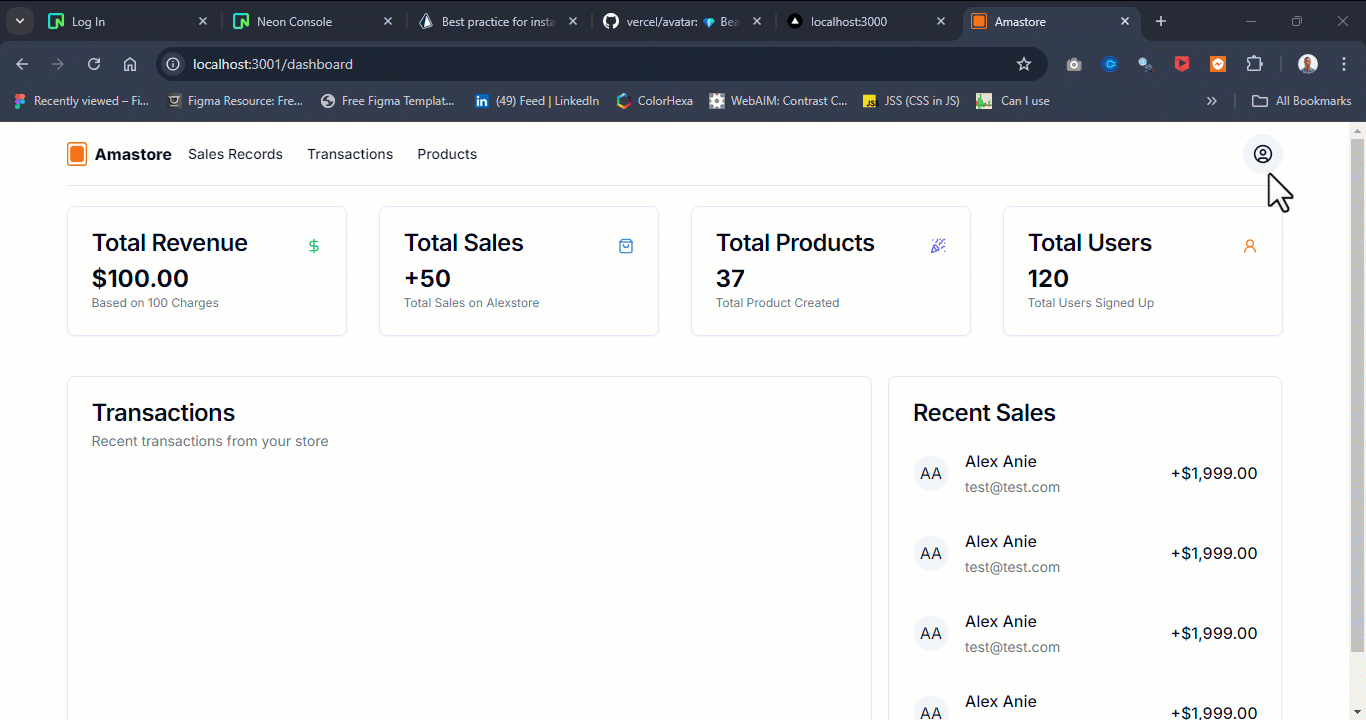 Log In
Neon Console
Best practice for insta
vercel/avatar: 💎 Bea
localhost:3000
Amastore
localhost:3001/dashboard
Recently viewed – Fi...
Figma Resource: Fre...
Free Figma Templat...
(49) Feed | LinkedIn
ColorHexa
WebAIM: Contrast C...
JSS (CSS in JS)
Can I use
All Bookmarks
Amastore
Sales Records
Transactions
Products
Total Revenue
$100.00
Based on 100 Charges
Total Sales
+50
Total Sales on Alexstore
Total Products
37
Total Product Created
Total Users
120
Total Users Signed Up
Transactions
Recent transactions from your store
Recent Sales
AA
Alex Anie
test@test.com
+$1,999.00
AA
Alex Anie
test@test.com
+$1,999.00
AA
Alex Anie
test@test.com
+$1,999.00
AA
Alex Anie
+$1,999.00